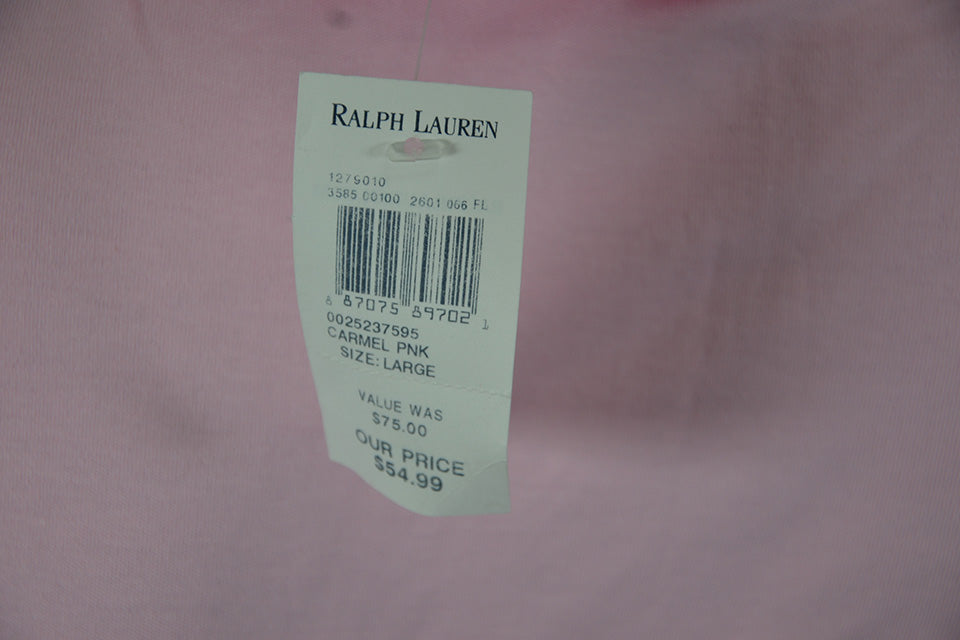 RALPH LAUREN
1279010
3585 00100 2601 006 FL
8 87075 89702 1
0025237595
CARMEL PNK
SIZE: LARGE
VALUE WAS
$75.00
OUR PRICE
$54.99